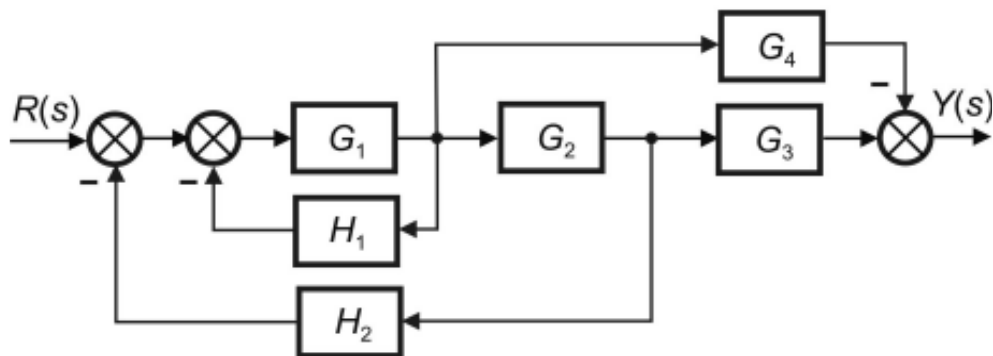 G₄
R(s) − Y(s)
G₁ G₂ G₃
− −
H₁
H₂